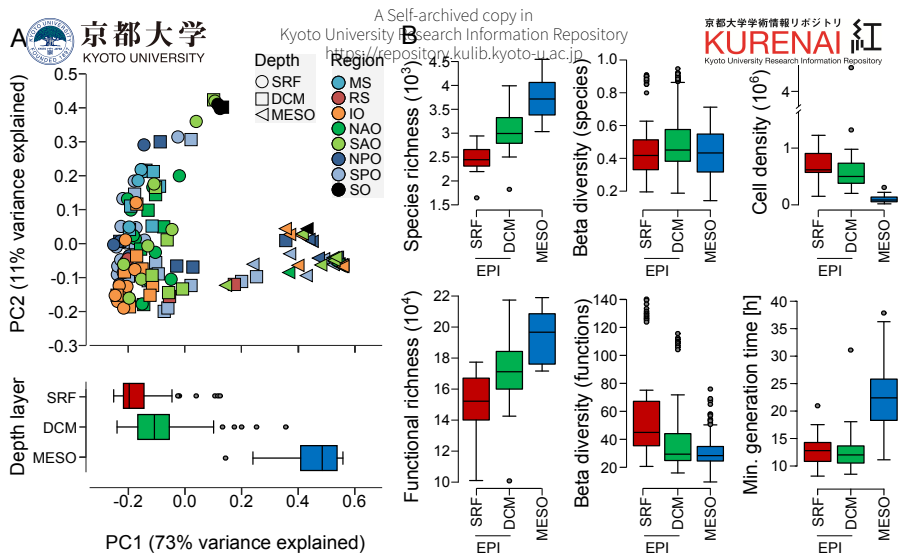 A Self-archived copy in
Kyoto University Research Information Repository
https://repository.kulib.kyoto-u.ac.jp
京都大学
KYOTO UNIVERSITY
京都大学学術情報リポジトリ
KURENAI 紅
Kyoto University Research Information Repository
A
Depth
SRF
DCM
MESO
Region
MS
RS
IO
NAO
SAO
NPO
SPO
SO
PC2 (11% variance explained)
0.5
0.4
0.3
0.2
0.1
0.0
-0.1
-0.3
Depth layer
SRF
DCM
MESO
-0.2
0.0
0.2
0.4
0.6
PC1 (73% variance explained)
B
Species richness (10³)
4.5
4.0
3.5
3.0
2.5
2.0
1.5
SRF
DCM
MESO
EPI
Beta diversity (species)
1.0
0.8
0.6
0.4
0.2
SRF
DCM
MESO
EPI
Cell density (10⁶)
4
1
0
SRF
DCM
MESO
EPI
Functional richness (10⁴)
22
20
18
16
14
12
10
SRF
DCM
MESO
EPI
Beta diversity (functions)
140
120
100
80
60
40
20
SRF
DCM
MESO
EPI
Min. generation time [h]
40
35
30
25
20
15
10
SRF
DCM
MESO
EPI